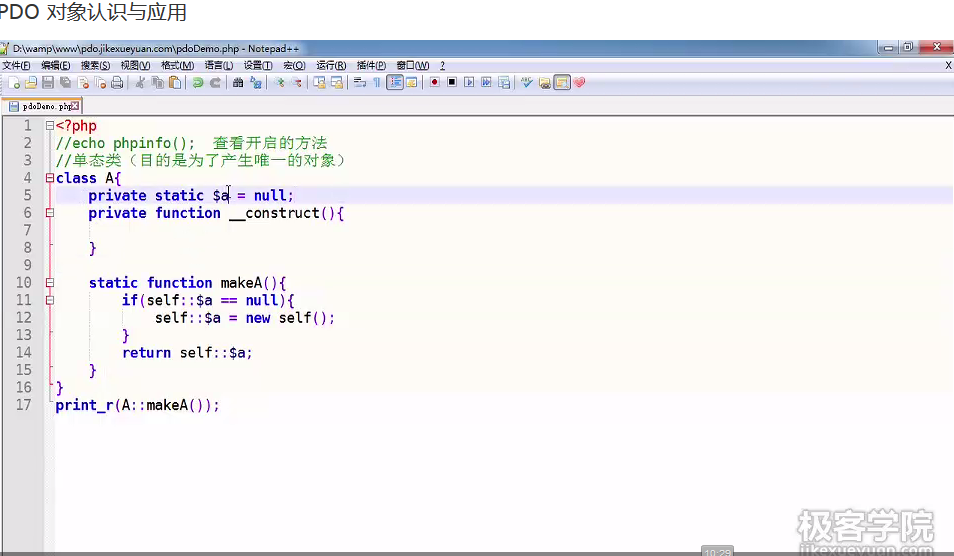 PDO 对象认识与应用
D:\wamp\www\pdo.jikexueyuan.com\pdoDemo.php - Notepad++
文件(F) 编辑(E) 搜索(S) 视图(V) 格式(M) 语言(L) 设置(T) 宏(O) 运行(R) 插件(P) 窗口(W) ? X
pdoDemo.php
1 <?php
2 //echo phpinfo(); 查看开启的方法
3 //单态类（目的是为了产生唯一的对象）
4 class A{
5 private static $a = null;
6 private function __construct(){
7
8 }
9
10 static function makeA(){
11 if(self::$a == null){
12 self::$a = new self();
13 }
14 return self::$a;
15 }
16 }
17 print_r(A::makeA());
极客学院
jikexueyuan.com
10:29